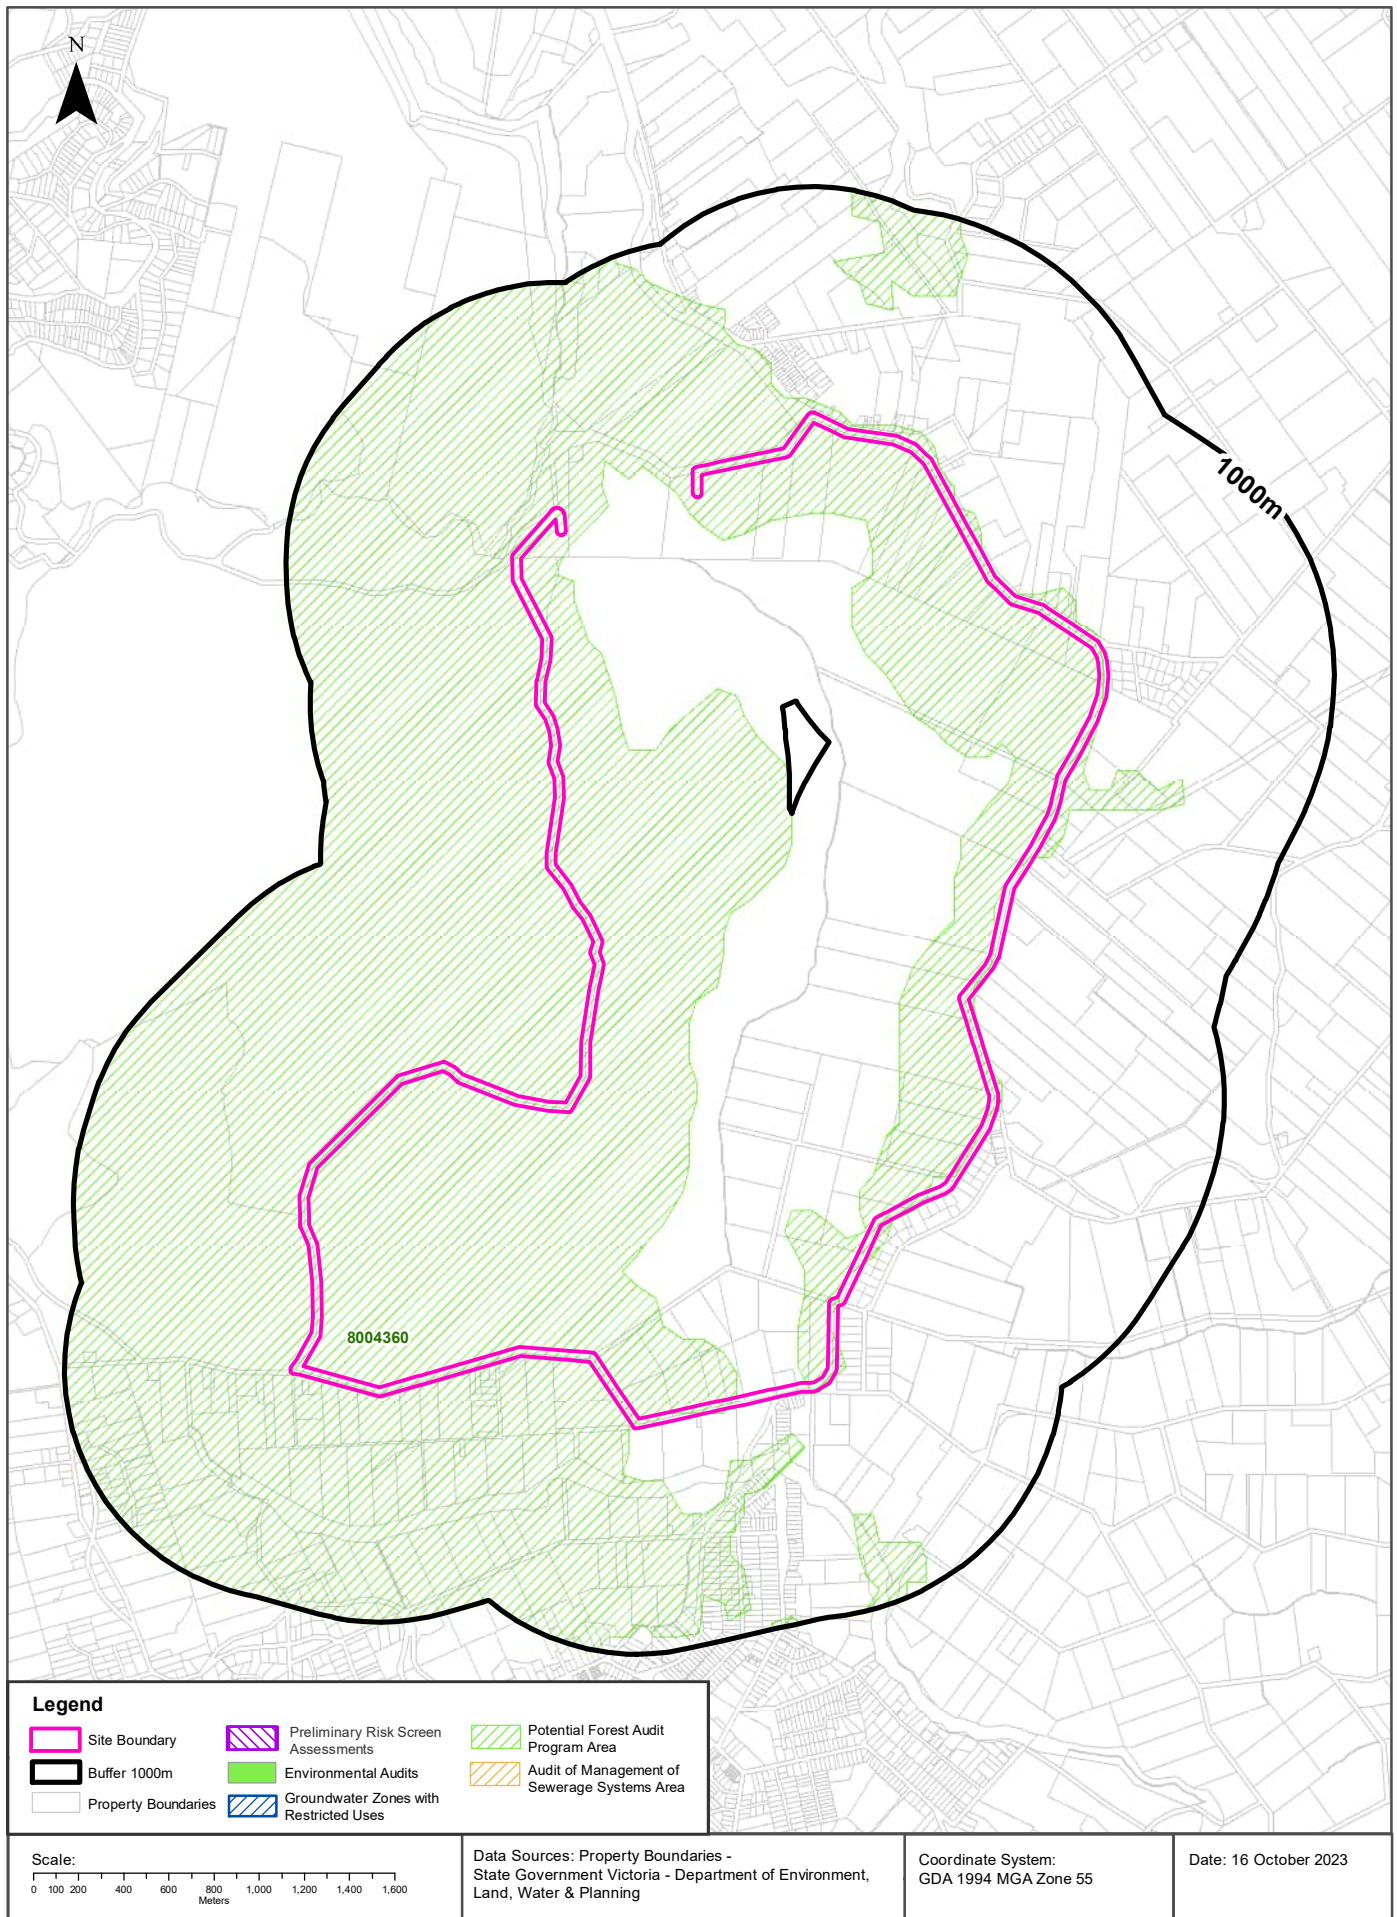 N
1000m
8004360
Legend
Site Boundary
Buffer 1000m
Property Boundaries
Preliminary Risk Screen
Assessments
Environmental Audits
Groundwater Zones with
Restricted Uses
Potential Forest Audit
Program Area
Audit of Management of
Sewerage Systems Area
Scale:
0 100 200 400 600 800 1,000 1,200 1,400 1,600
Meters
Data Sources: Property Boundaries -
State Government Victoria - Department of Environment,
Land, Water & Planning
Coordinate System:
GDA 1994 MGA Zone 55
Date: 16 October 2023